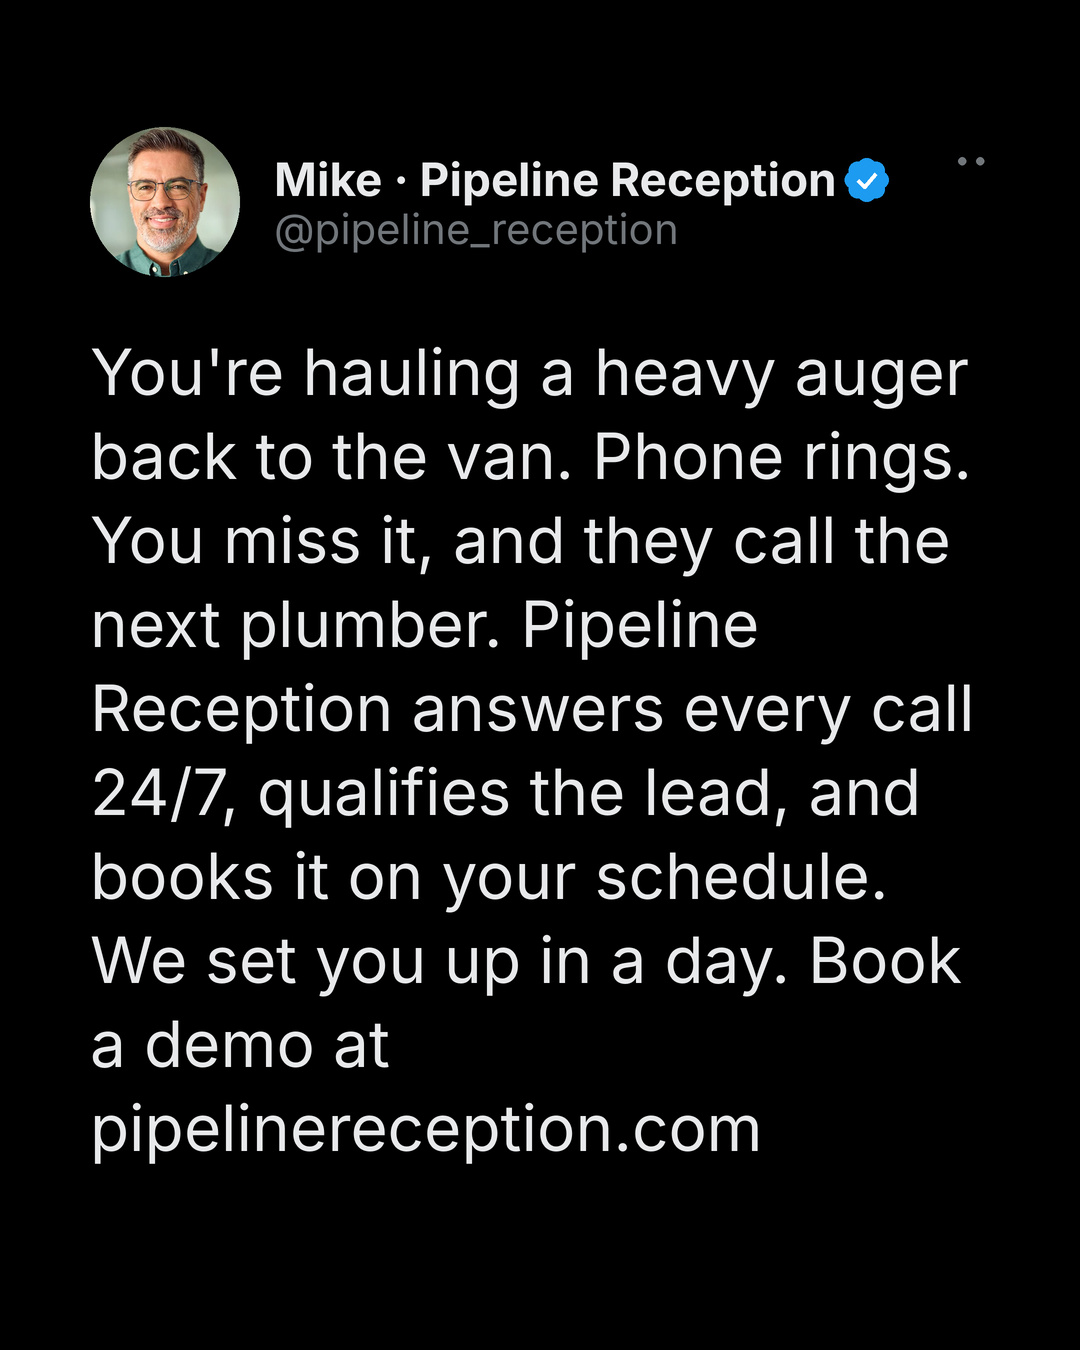 Mike · Pipeline Reception
@pipeline_reception
You're hauling a heavy auger
back to the van. Phone rings.
You miss it, and they call the
next plumber. Pipeline
Reception answers every call
24/7, qualifies the lead, and
books it on your schedule.
We set you up in a day. Book
a demo at
pipelinereception.com